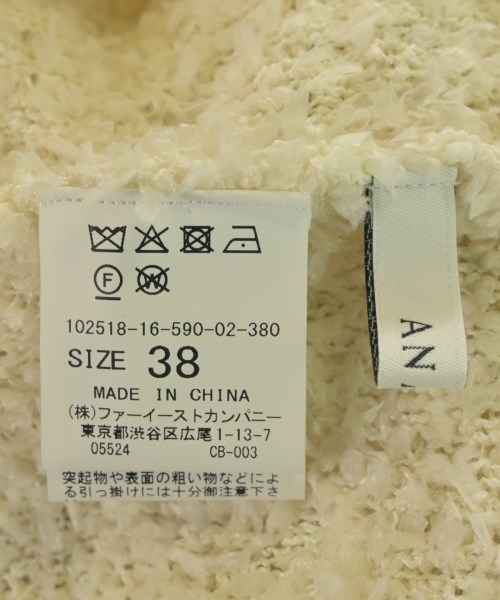 F W
102518-16-590-02-380
SIZE 38
MADE IN CHINA
(株)ファーイーストカンパニー
東京都渋谷区広尾1-13-7
05524 CB-003
突起物や表面の粗い物などによ
る引っ掛けには十分御注意下さ
AN